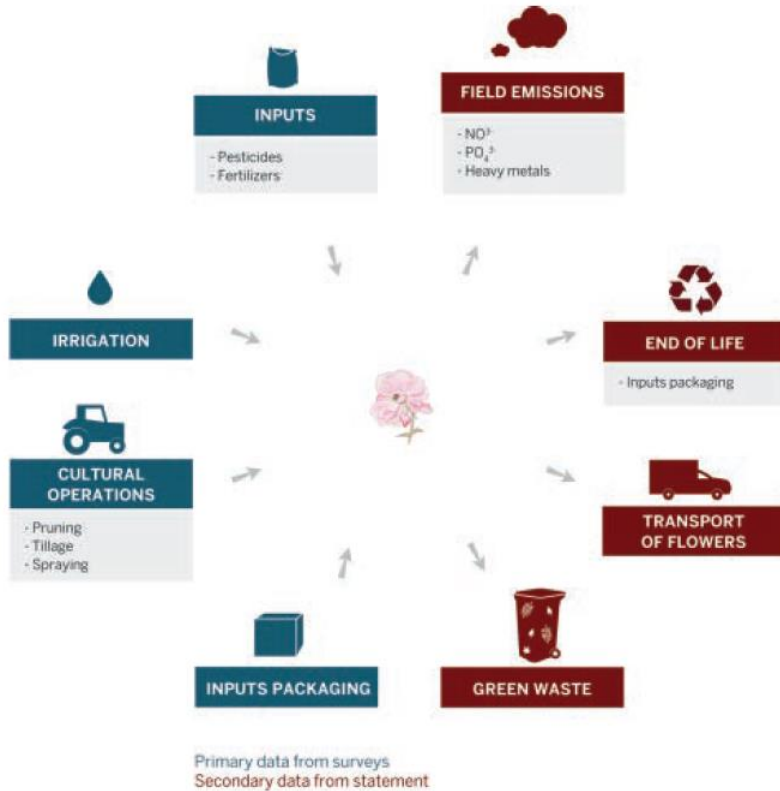 INPUTS
- Pesticides
- Fertilizers
FIELD EMISSIONS
- NO³⁻
- PO₄³⁻
- Heavy metals
IRRIGATION
END OF LIFE
- Inputs packaging
CULTURAL
OPERATIONS
- Pruning
- Tillage
- Spraying
TRANSPORT
OF FLOWERS
INPUTS PACKAGING
GREEN WASTE
Primary data from surveys
Secondary data from statement